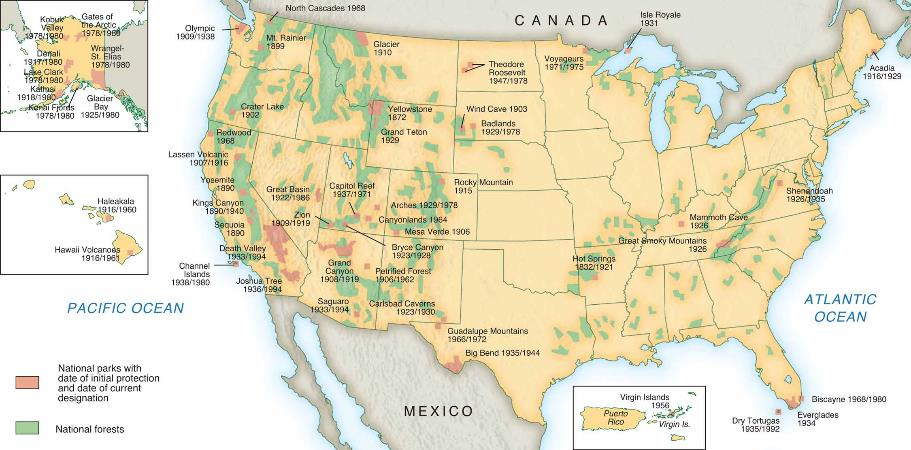 North Cascades 1968
CANADA
Isle Royale
1931
Kobuk
Valley
1978/1980
Gates of
the Arctic
1978/1980
Olympic
1909/1938
Mt. Rainier
1899
Glacier
1910
Voyageurs
1971/1975
Denali
1917/1980
Wrangel-
St. Elias
1978/1980
Theodore
Roosevelt
1947/1978
Acadia
1916/1929
Lake Clark
1978/1980
Katmai
1918/1980
Kenai Fjords
1978/1980
Glacier
Bay
1925/1980
Crater Lake
1902
Yellowstone
1872
Wind Cave 1903
Badlands
1929/1978
Redwood
1968
Grand Teton
1929
Lassen Volcanic
1907/1916
Yosemite
1890
Great Basin
1922/1986
Capitol Reef
1937/1971
Rocky Mountain
1915
Shenandoah
1926/1935
Haleakala
1916/1960
Kings Canyon
1890/1940
Zion
1909/1919
Arches 1929/1978
Canyonlands 1964
Mesa Verde 1906
Mammoth Cave
1926
Sequoia
1890
Great Smoky Mountains
1926
Hawaii Volcanoes
1916/1961
Death Valley
1933/1994
Bryce Canyon
1923/1928
Hot Springs
1832/1921
Channel
Islands
1938/1980
Joshua Tree
1936/1994
Grand
Canyon
1908/1919
Petrified Forest
1906/1962
PACIFIC OCEAN
ATLANTIC
OCEAN
Saguaro
1933/1994
Carlsbad Caverns
1923/1930
Guadalupe Mountains
1966/1972
Big Bend 1935/1944
National parks with
date of initial protection
and date of current
designation
National forests
MEXICO
Virgin Islands
1956
Puerto
Rico
Virgin Is.
Biscayne 1968/1980
Everglades
1934
Dry Tortugas
1935/1992